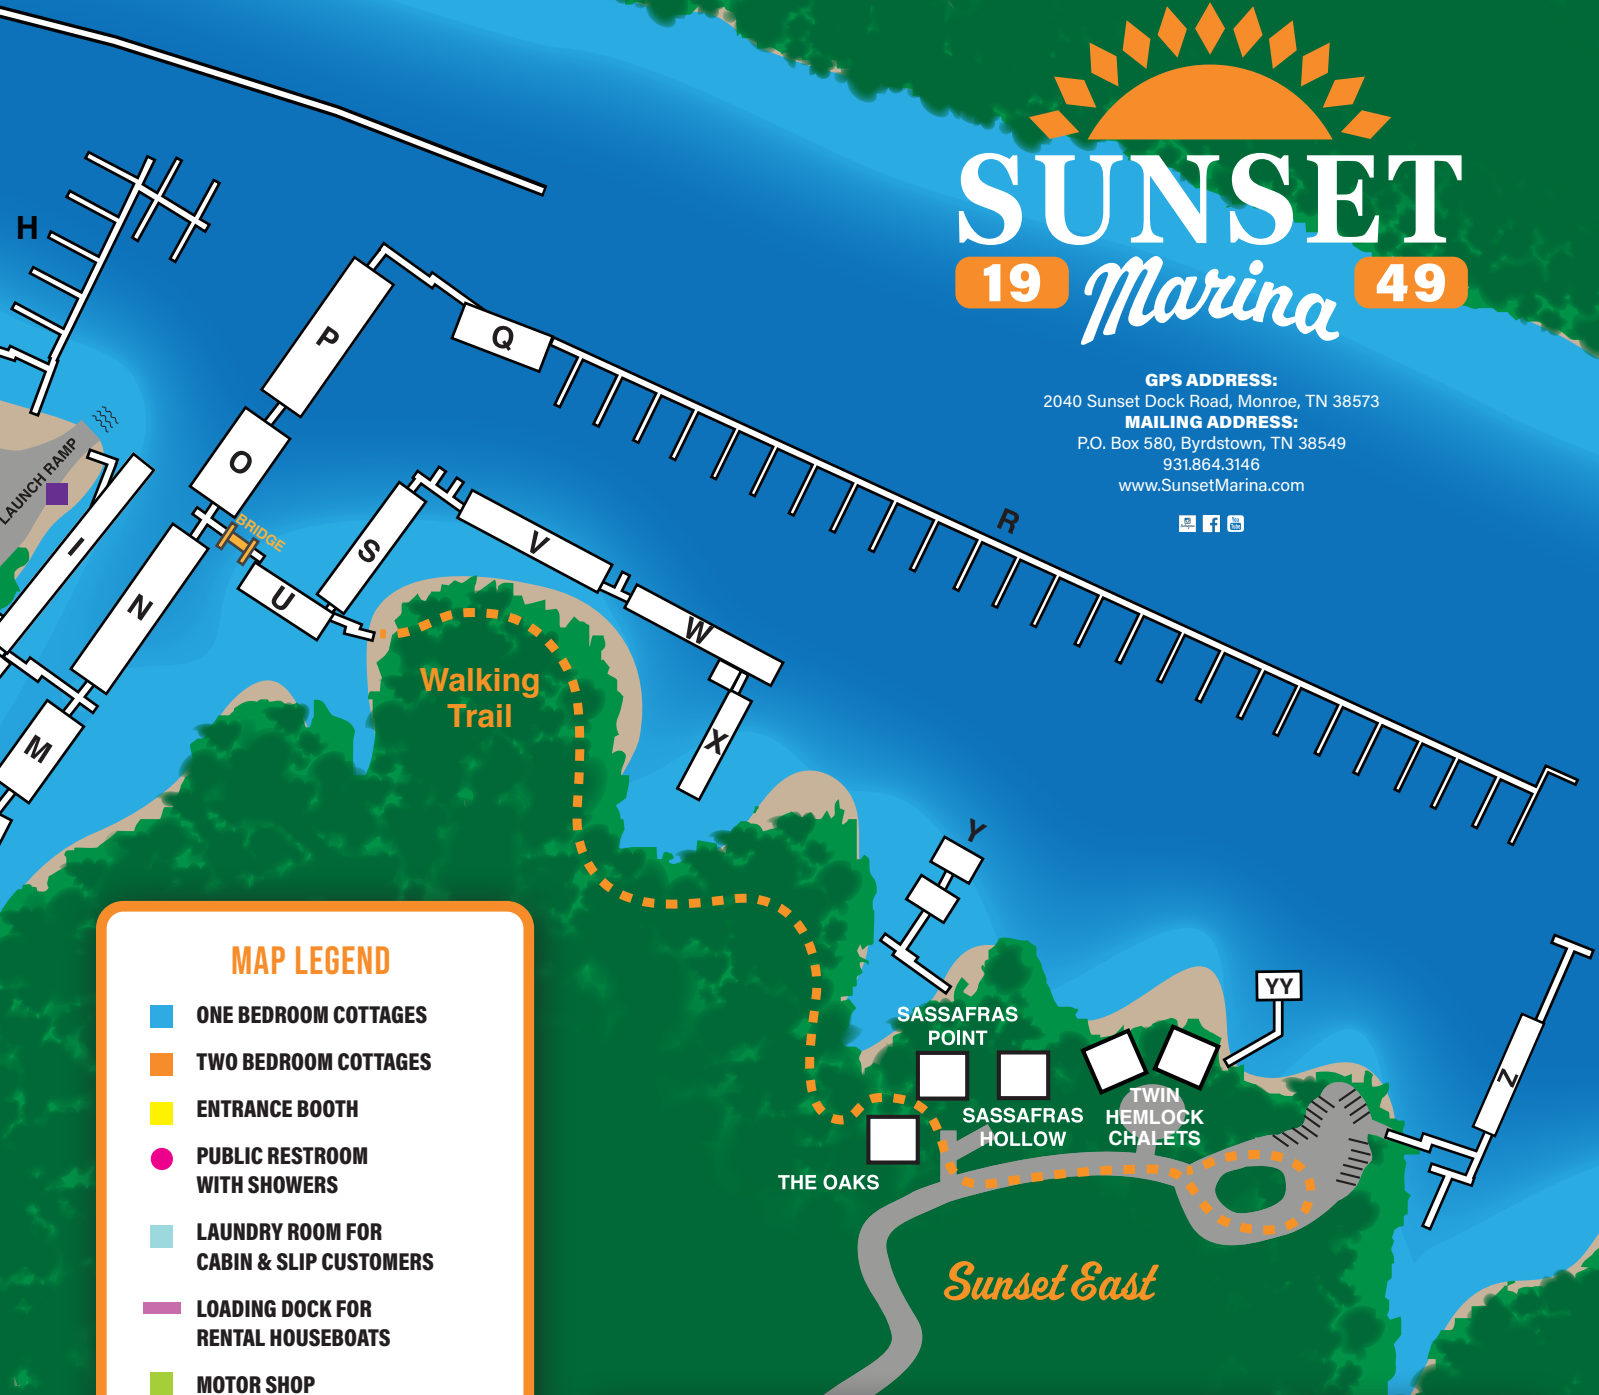 SUNSET
19 Marina 49
GPS ADDRESS:
2040 Sunset Dock Road, Monroe, TN 38573
MAILING ADDRESS:
P.O. Box 580, Byrdstown, TN 38549
931.864.3146
www.SunsetMarina.com
H
P
Q
O
LAUNCH RAMP
BRIDGE
R
I
S
V
N
U
W
Walking
Trail
M
X
Y
YY
SASSAFRAS
POINT
Z
TWIN
HEMLOCK
CHALETS
SASSAFRAS
HOLLOW
THE OAKS
Sunset East
MAP LEGEND
ONE BEDROOM COTTAGES
TWO BEDROOM COTTAGES
ENTRANCE BOOTH
PUBLIC RESTROOM
WITH SHOWERS
LAUNDRY ROOM FOR
CABIN & SLIP CUSTOMERS
LOADING DOCK FOR
RENTAL HOUSEBOATS
MOTOR SHOP